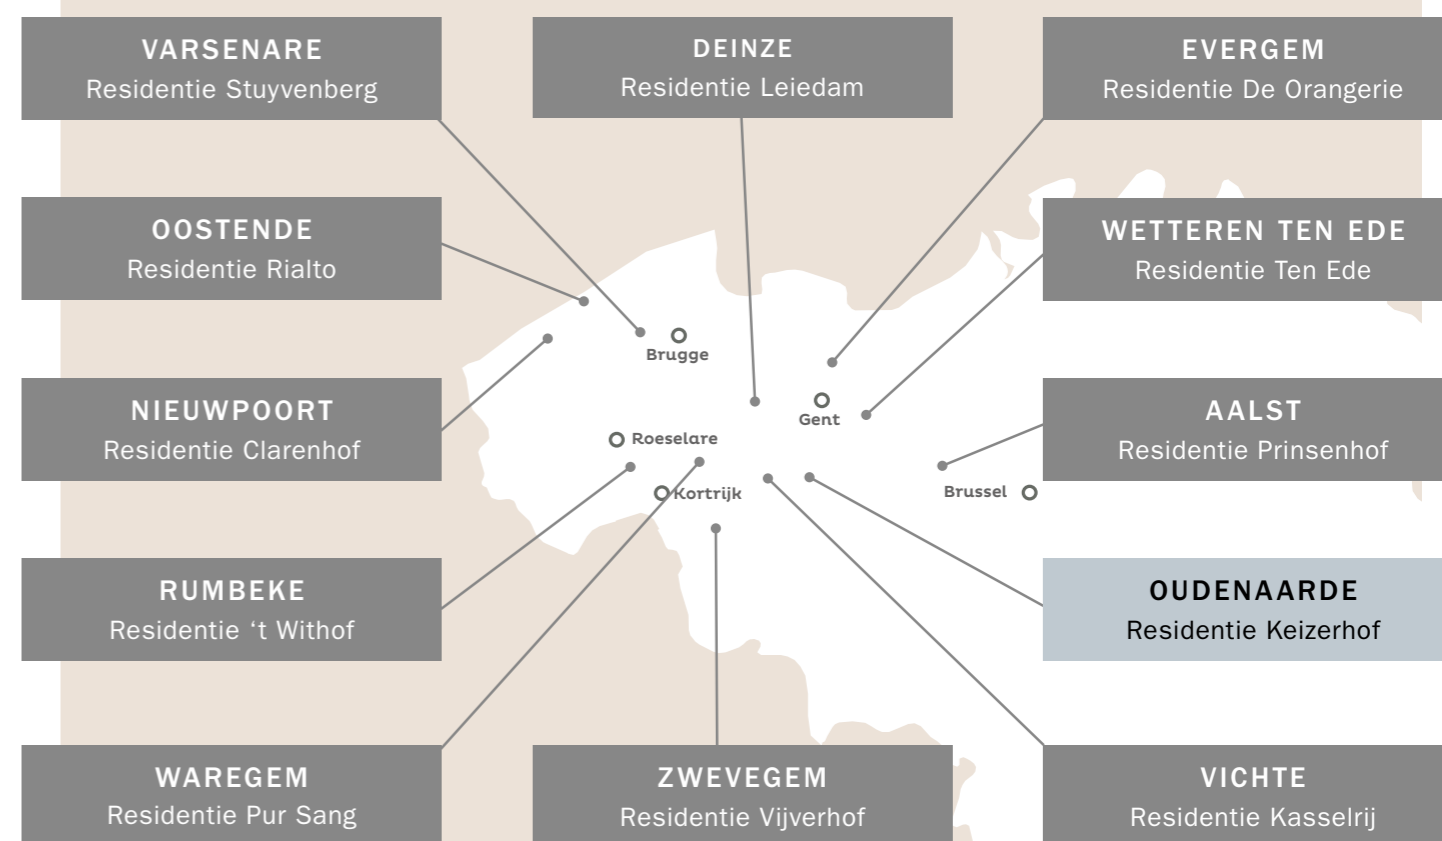 VARSENARE
Residentie Stuyvenberg
DEINZE
Residentie Leiedam
EVERGEM
Residentie De Orangerie
OOSTENDE
Residentie Rialto
WETTEREN TEN EDE
Residentie Ten Ede
Brugge
NIEUWPOORT
Residentie Clarenhof
Gent
AALST
Residentie Prinsenhof
Roeselare
Kortrijk
Brussel
RUMBEKE
Residentie ‘t Withof
OUDENAARDE
Residentie Keizerhof
WAREGEM
Residentie Pur Sang
ZWEVEGEM
Residentie Vijverhof
VICHTE
Residentie Kasselrij